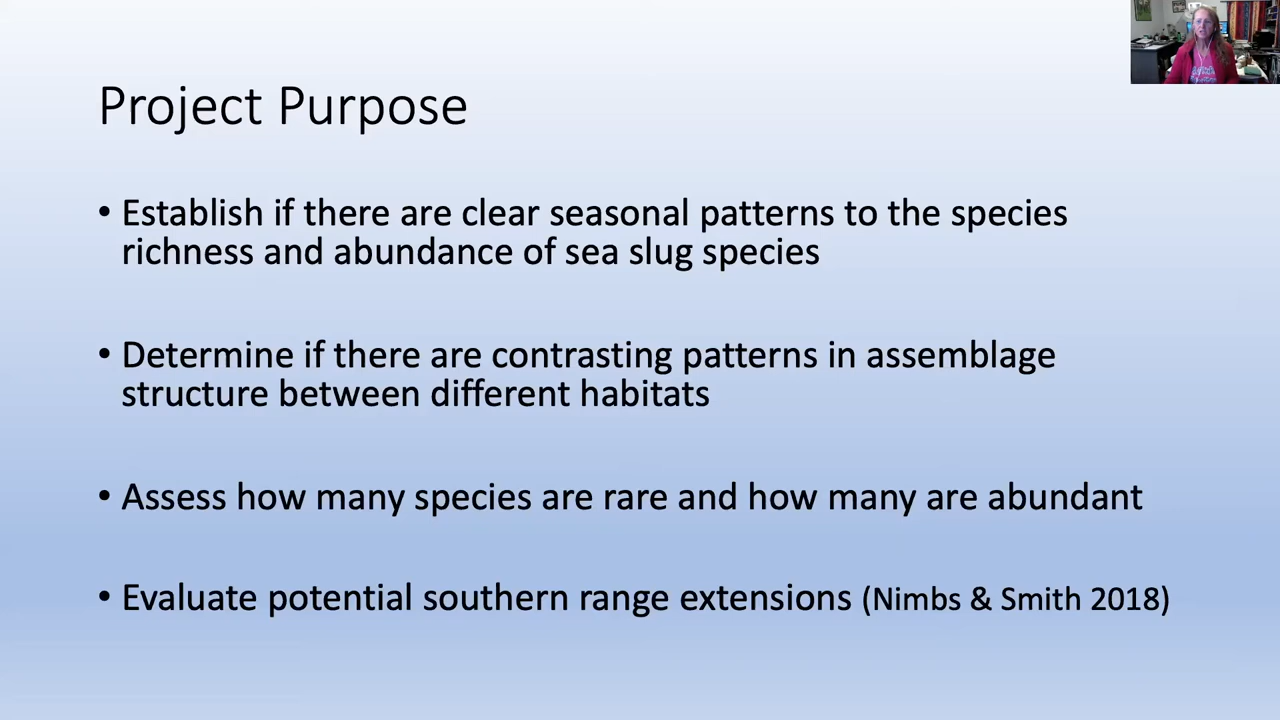 Project Purpose
• Establish if there are clear seasonal patterns to the species
richness and abundance of sea slug species
• Determine if there are contrasting patterns in assemblage
structure between different habitats
• Assess how many species are rare and how many are abundant
• Evaluate potential southern range extensions (Nimbs & Smith 2018)